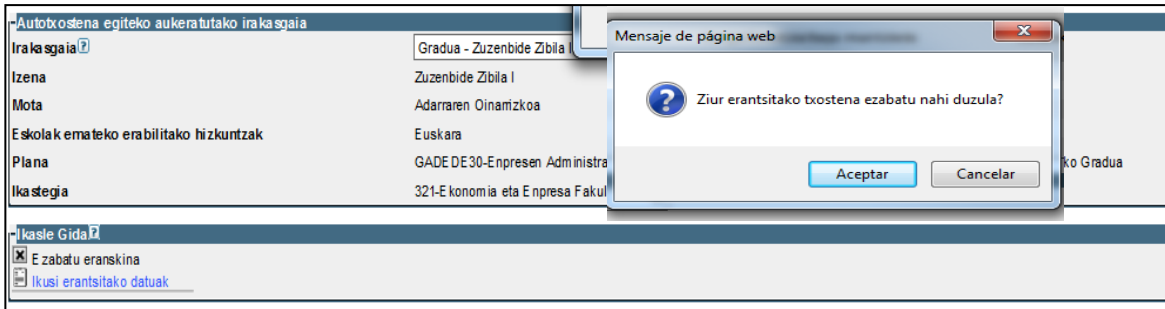 Autotxostena egiteko aukeratutako irakasgaia
Irakasgaia?
Gradua - Zuzenbide Zibila I
Izena
Zuzenbide Zibila I
Mota
Adarraren Oinarrizkoa
Eskolak emateko erabilitako hizkuntzak
Euskara
Plana
GADEDE30-Enpresen Administra
ko Gradua
Ikastegia
321-Ekonomia eta Enpresa Fakul
Mensaje de página web
Ziur erantsitako txostena ezabatu nahi duzula?
Aceptar
Cancelar
Ikasle Gida?
Ezabatu eranskina
Ikusi erantsitako datuak